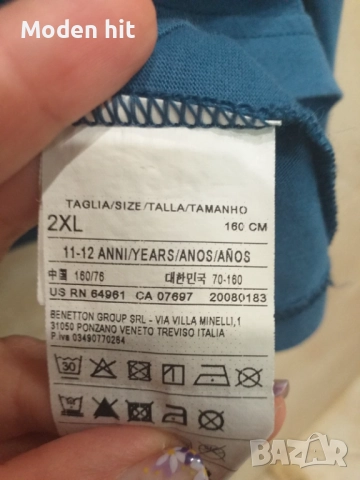 Moden hit
TAGLIA/SIZE/TALLA/TAMANHO
2XL 160 CM
11-12 ANNI/YEARS/ANOS/AÑOS
中国 160/76 대한민국 70-160
US RN 64961 CA 07697 20080183
BENETTON GROUP SRL - VIA VILLA MINELLI,1
31050 PONZANO VENETO TREVISO ITALIA
P.iva 03490770264
30
BAZAR